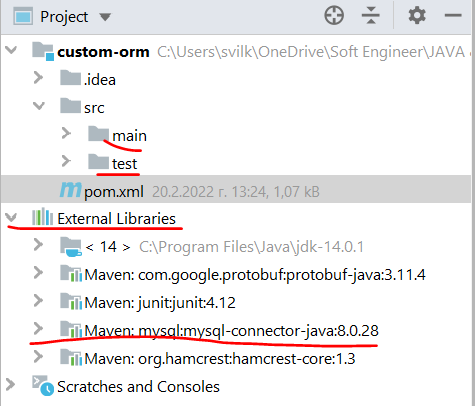 Project
custom-orm C:\Users\svilk\OneDrive\Soft Engineer\JAVA &
.idea
src
main
test
m pom.xml 20.2.2022 г. 13:24, 1,07 kB
External Libraries
< 14 > C:\Program Files\Java\jdk-14.0.1
Maven: com.google.protobuf:protobuf-java:3.11.4
Maven: junit:junit:4.12
Maven: mysql:mysql-connector-java:8.0.28
Maven: org.hamcrest:hamcrest-core:1.3
Scratches and Consoles